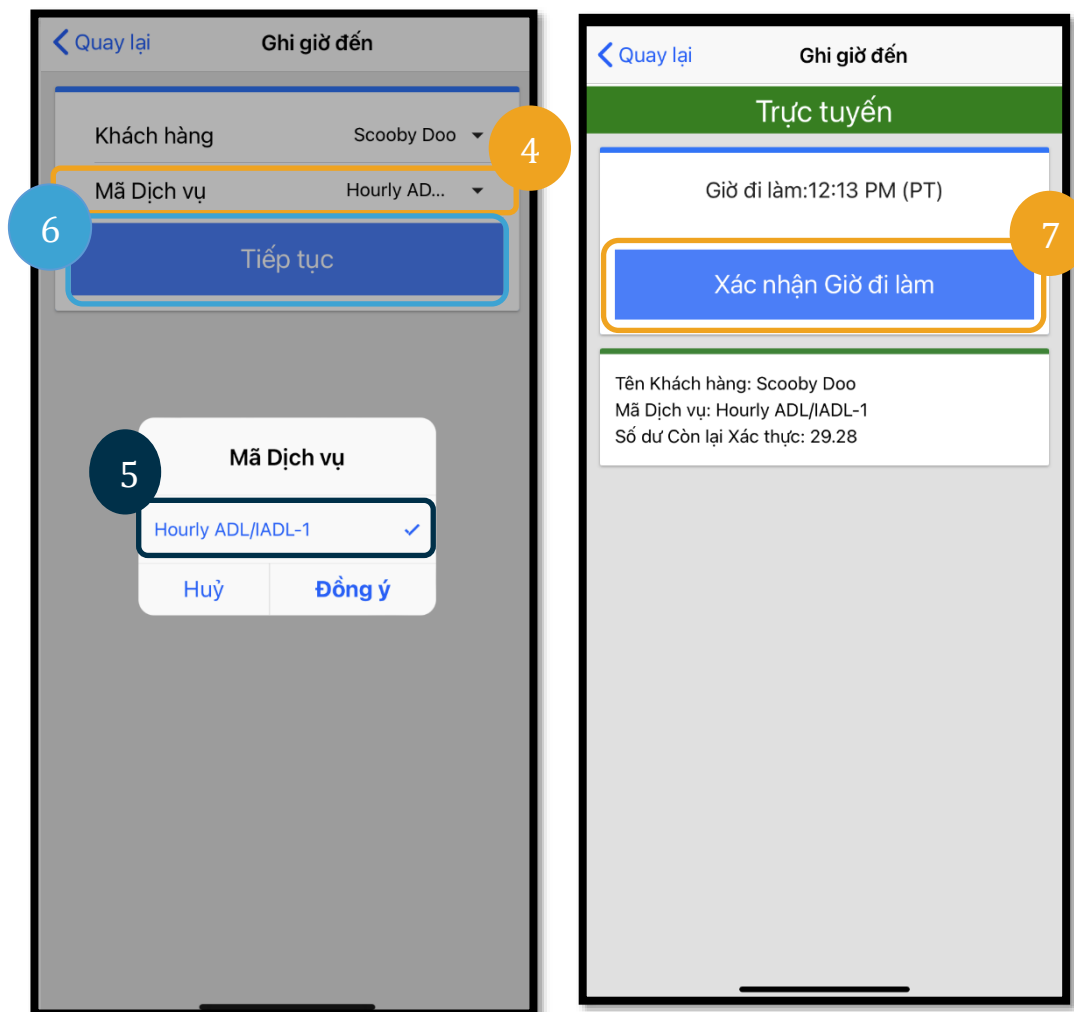 Quay lại
Ghi giờ đến
Khách hàng
Scooby Doo
4
Mã Dịch vụ
Hourly AD...
6
Tiếp tục
5
Mã Dịch vụ
Hourly ADL/IADL-1
Huỷ
Đồng ý
Quay lại
Ghi giờ đến
Trực tuyến
Giờ đi làm:12:13 PM (PT)
7
Xác nhận Giờ đi làm
Tên Khách hàng: Scooby Doo
Mã Dịch vụ: Hourly ADL/IADL-1
Số dư Còn lại Xác thực: 29.28